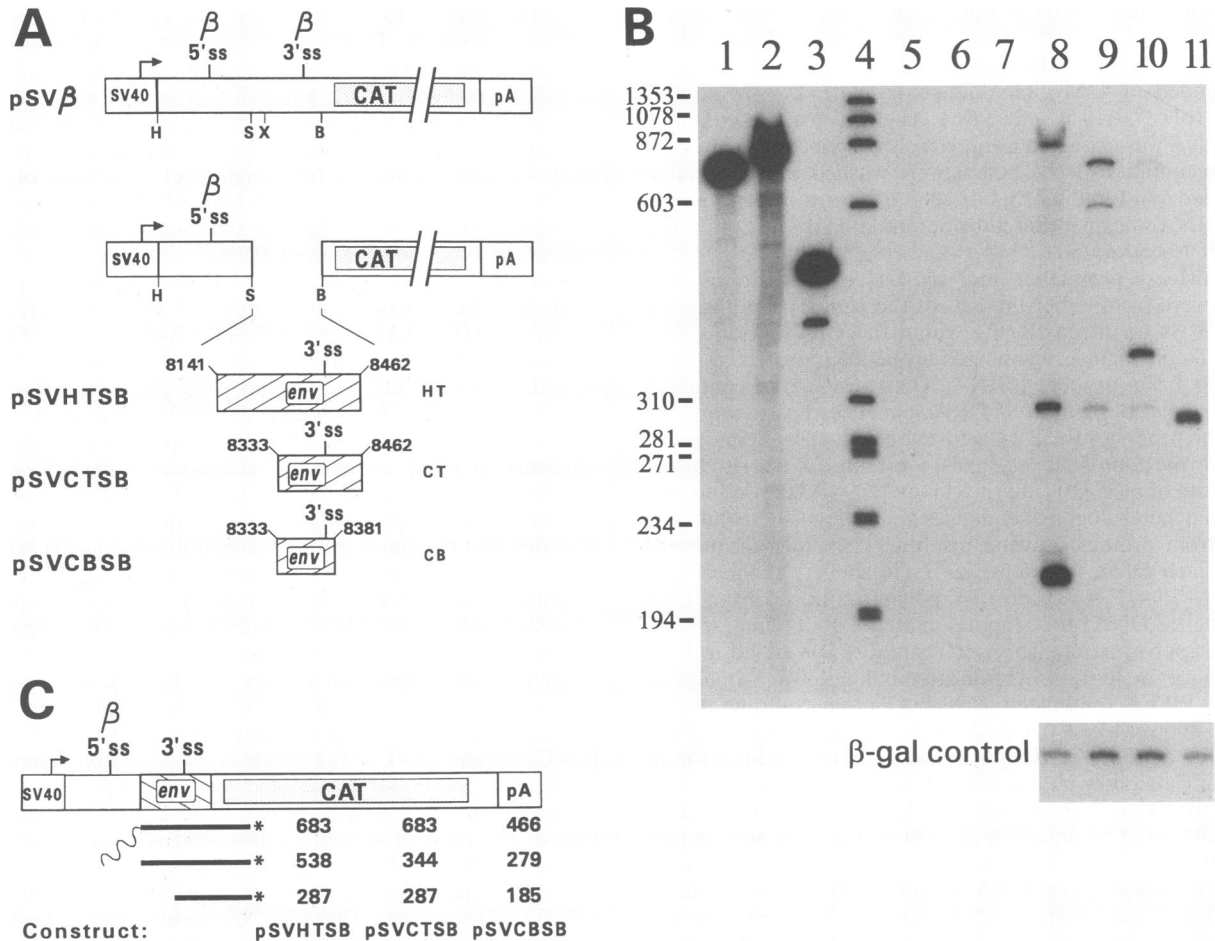 A
β β
5'ss 3'ss
pSVβ SV40 CAT pA
H S X B
β
5'ss
SV40 CAT pA
H S B
3'ss
8141 8462
pSVHTSB env HT
3'ss
8333 8462
pSVCTSB env CT
3'ss
8333 8381
pSVCBSB env CB
B
1 2 3 4 5 6 7 8 9 10 11
1353
1078
872
603
310
281
271
234
194
β-gal control
C
β
5'ss 3'ss
SV40 env CAT pA
* 683 683 466
* 538 344 279
* 287 287 185
Construct: pSVHTSB pSVCTSB pSVCBSB